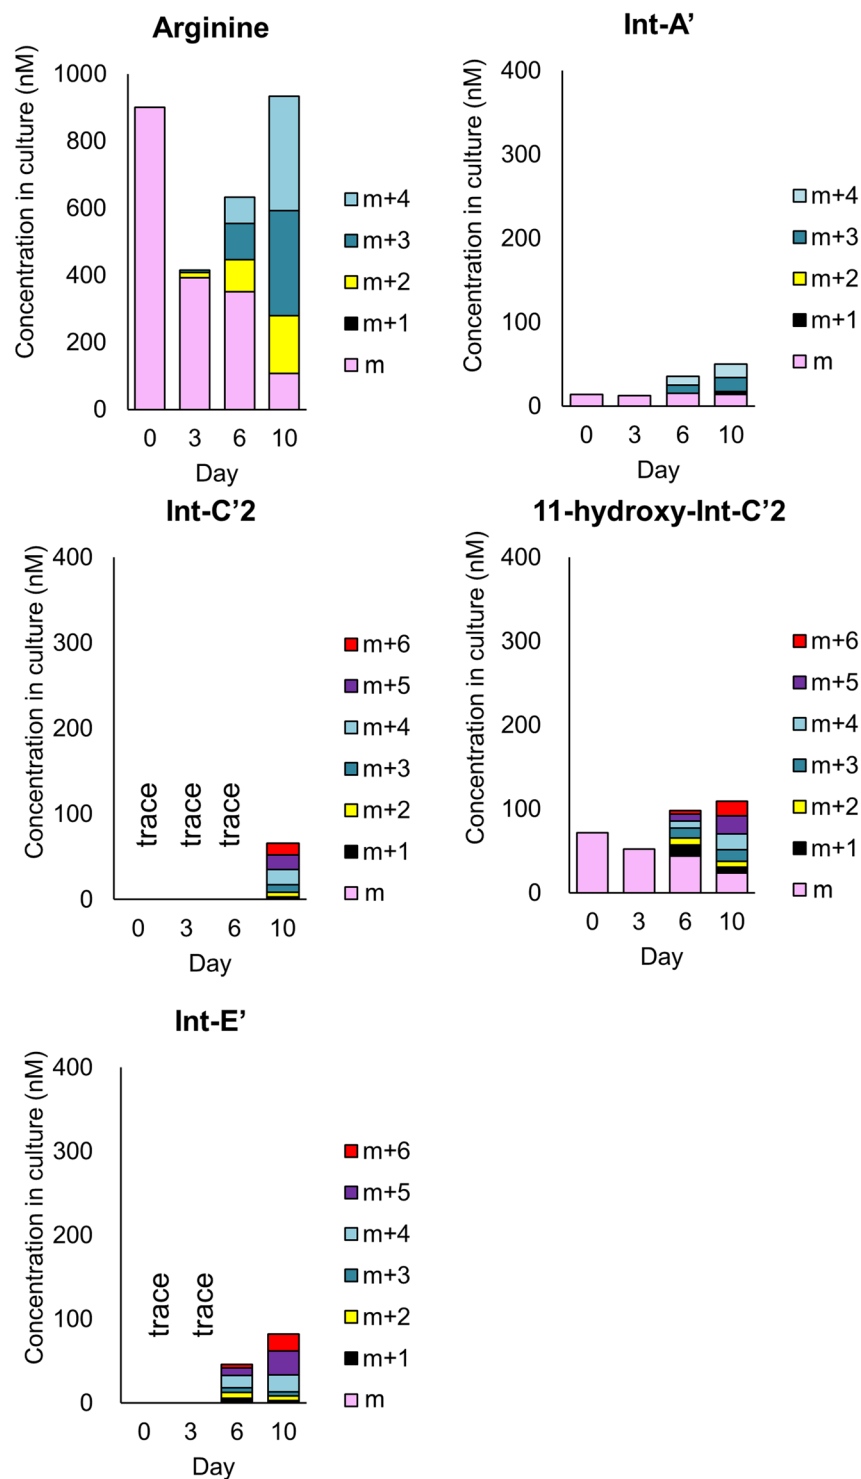 Arginine
Concentration in culture (nM)
1000
800
600
400
200
0
0 3 6 10
Day
m+4
m+3
m+2
m+1
m
Int-A’
Concentration in culture (nM)
400
300
200
100
0
0 3 6 10
Day
m+4
m+3
m+2
m+1
m
Int-C’2
Concentration in culture (nM)
400
300
200
100
0
trace
trace
trace
0 3 6 10
Day
m+6
m+5
m+4
m+3
m+2
m+1
m
11-hydroxy-Int-C’2
Concentration in culture (nM)
400
300
200
100
0
0 3 6 10
Day
m+6
m+5
m+4
m+3
m+2
m+1
m
Int-E’
Concentration in culture (nM)
400
300
200
100
0
trace
trace
0 3 6 10
Day
m+6
m+5
m+4
m+3
m+2
m+1
m